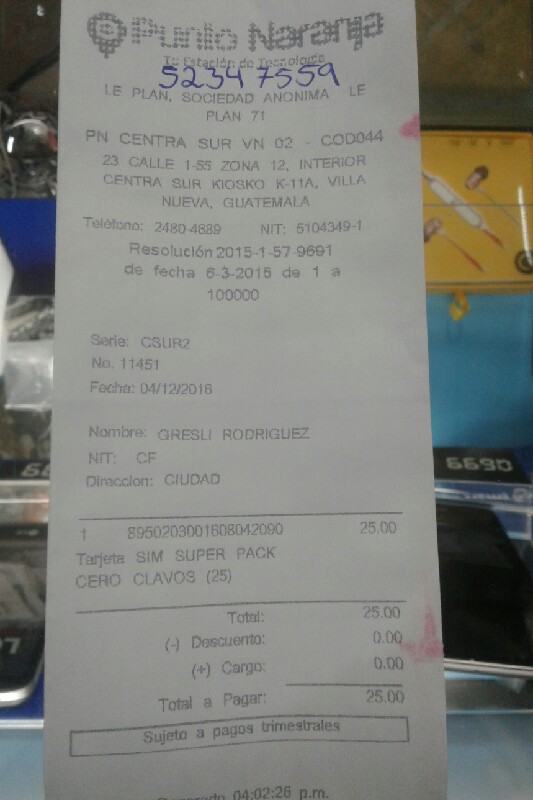 Punto Naranja
Tu Estación de Tecnología
52347559
LE PLAN, SOCIEDAD ANONIMA LE
PLAN 71
PN CENTRA SUR VN 02 - COD044
23 CALLE 1-55 ZONA 12, INTERIOR
CENTRA SUR KIOSKO K-11A, VILLA
NUEVA, GUATEMALA
Teléfono: 2480-4889 NIT: 5104349-1
Resolución 2015-1-57-9691
de fecha 6-3-2015 de 1 a
100000
Serie: CSUR2
No. 11451
Fecha: 04/12/2016
Nombre: GRESLI RODRIGUEZ
NIT: CF
Direccion: CIUDAD
1 8950203001608042090 25.00
Tarjeta SIM SUPER PACK
CERO CLAVOS (25)
Total: 25.00
(-) Descuento: 0.00
(+) Cargo: 0.00
Total a Pagar: 25.00
Sujeto a pagos trimestrales
04:02:26 p.m.